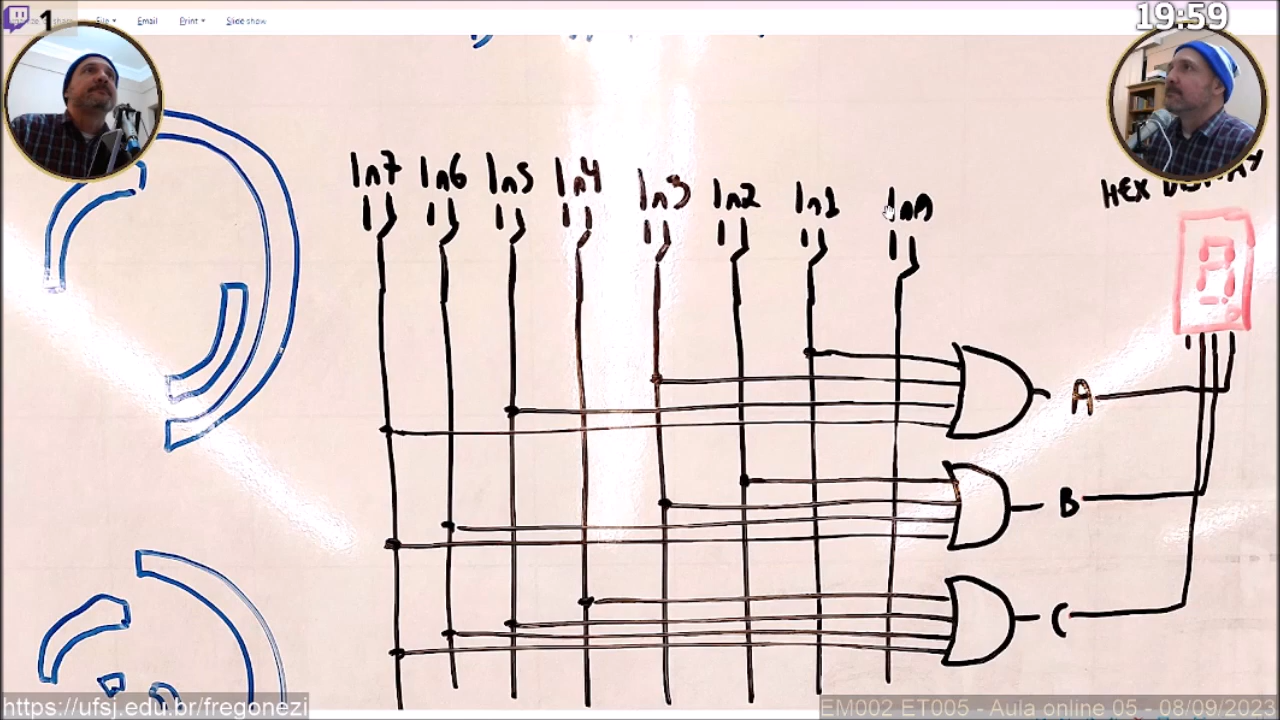 1
File
Email
Print
Slide show
19:59
In7 In6 In5 In4 In3 In2 In1 In0
HEX
A
B
C
https://ufsj.edu.br/fregonezi
EM002 ET005 - Aula online 05 - 08/09/2023